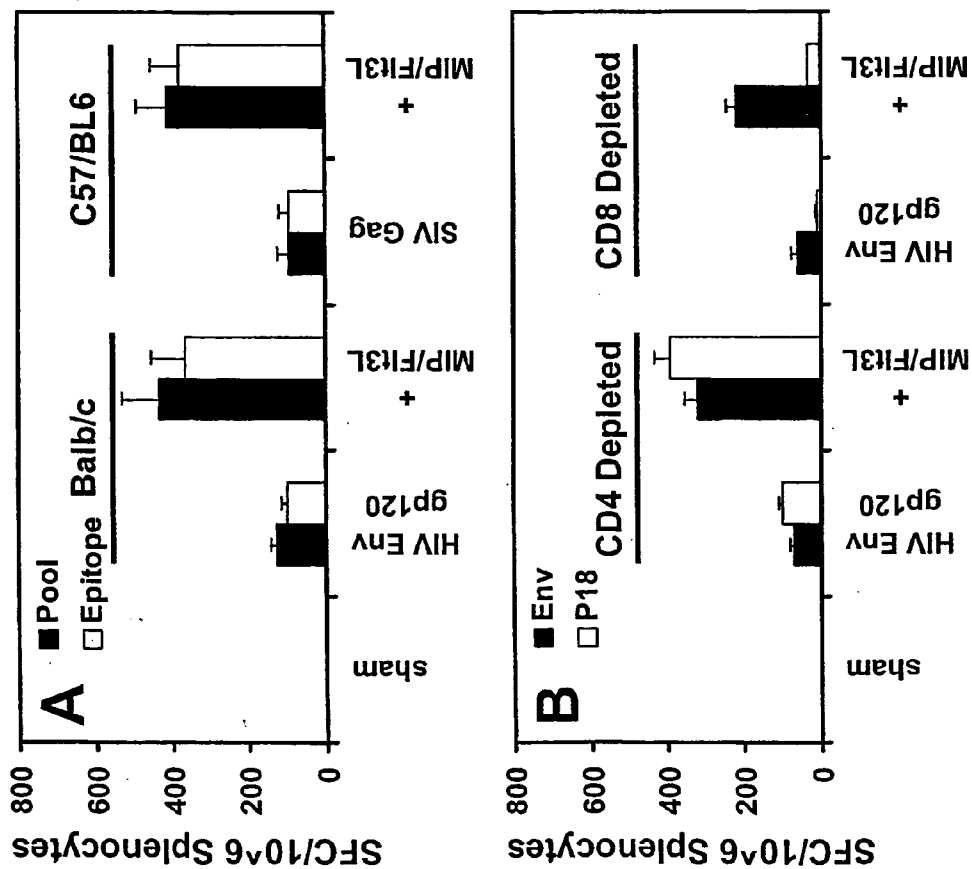 A
Pool
Epitope
Balb/c
C57/BL6
SFC/10^6 Splenocytes
800
600
400
200
0
sham
HIV Env
gp120
+
MIP/Flt3L
SIV Gag
+
MIP/Flt3L
B
Env
P18
CD4 Depleted
CD8 Depleted
SFC/10^6 Splenocytes
800
600
400
200
0
sham
HIV Env
gp120
+
MIP/Flt3L
HIV Env
gp120
+
MIP/Flt3L